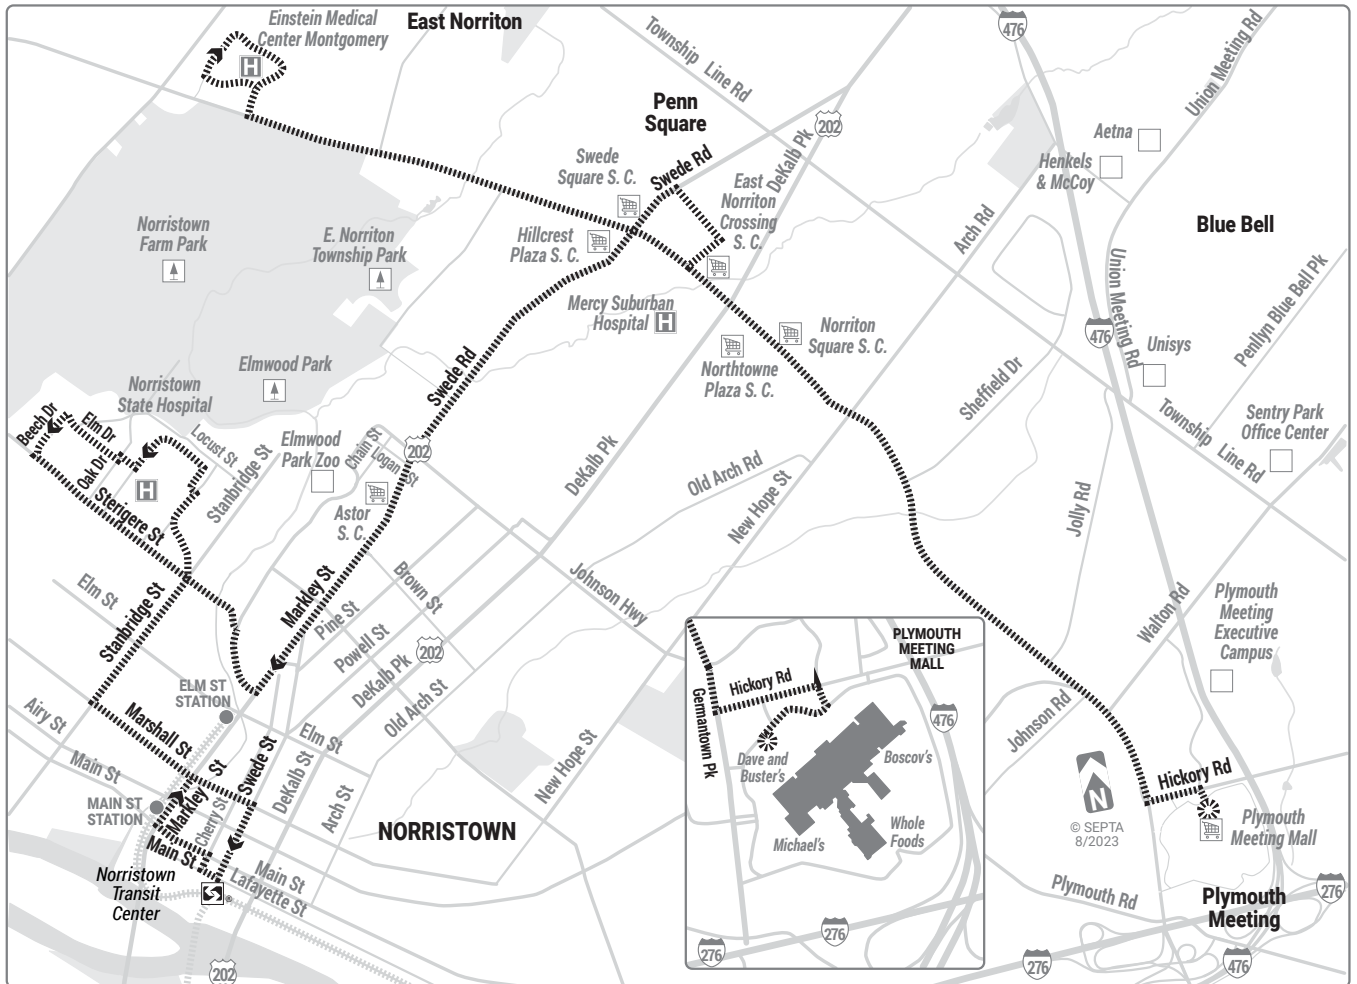 Einstein Medical
Center Montgomery
East Norriton
476
Township Line Rd
Union Meeting Rd
Penn
Square
202
DeKalb Pk
Aetna
Henkels
& McCoy
Swede
Square S. C.
Swede Rd
East
Norriton
Crossing
S. C.
Arch Rd
Blue Bell
Norristown
Farm Park
E. Norriton
Township Park
Hillcrest
Plaza S. C.
Union Meeting Rd
Penllyn Blue Bell Pk
H
Mercy Suburban
Hospital
H
Norriton
Square S. C.
476
Unisys
Northtowne
Plaza S. C.
Elmwood Park
Swede Rd
Sheffield Dr
Norristown
State Hospital
Township Line Rd
Sentry Park
Office Center
Beech Dr
Elm Dr
Oak Dr
Locust St
Stanbridge St
Elmwood
Park Zoo
Chain St
Logan St
202
DeKalb Pk
Old Arch Rd
New Hope St
H
Sterigere St
Astor
S. C.
Jolly Rd
Elm St
Stanbridge St
Markley St
Brown St
Pine St
Powell St
DeKalb Pk
202
Old Arch St
Johnson Hwy
Walton Rd
Plymouth
Meeting
Executive
Campus
PLYMOUTH
MEETING
MALL
Hickory Rd
Germantown Pk
476
Dave and
Buster's
Boscov's
Michael's
Whole
Foods
276
276
ELM ST
STATION
Airy St
Marshall St
Elm St
Main St
Markley St
Swede St
Cherry St
DeKalb St
Arch St
New Hope St
Johnson Rd
MAIN ST
STATION
NORRISTOWN
N
© SEPTA
8/2023
Hickory Rd
Plymouth
Meeting Mall
Main St
Main St
Lafayette St
Norristown
Transit
Center
®
Plymouth Rd
Plymouth
Meeting
276
202
276
476